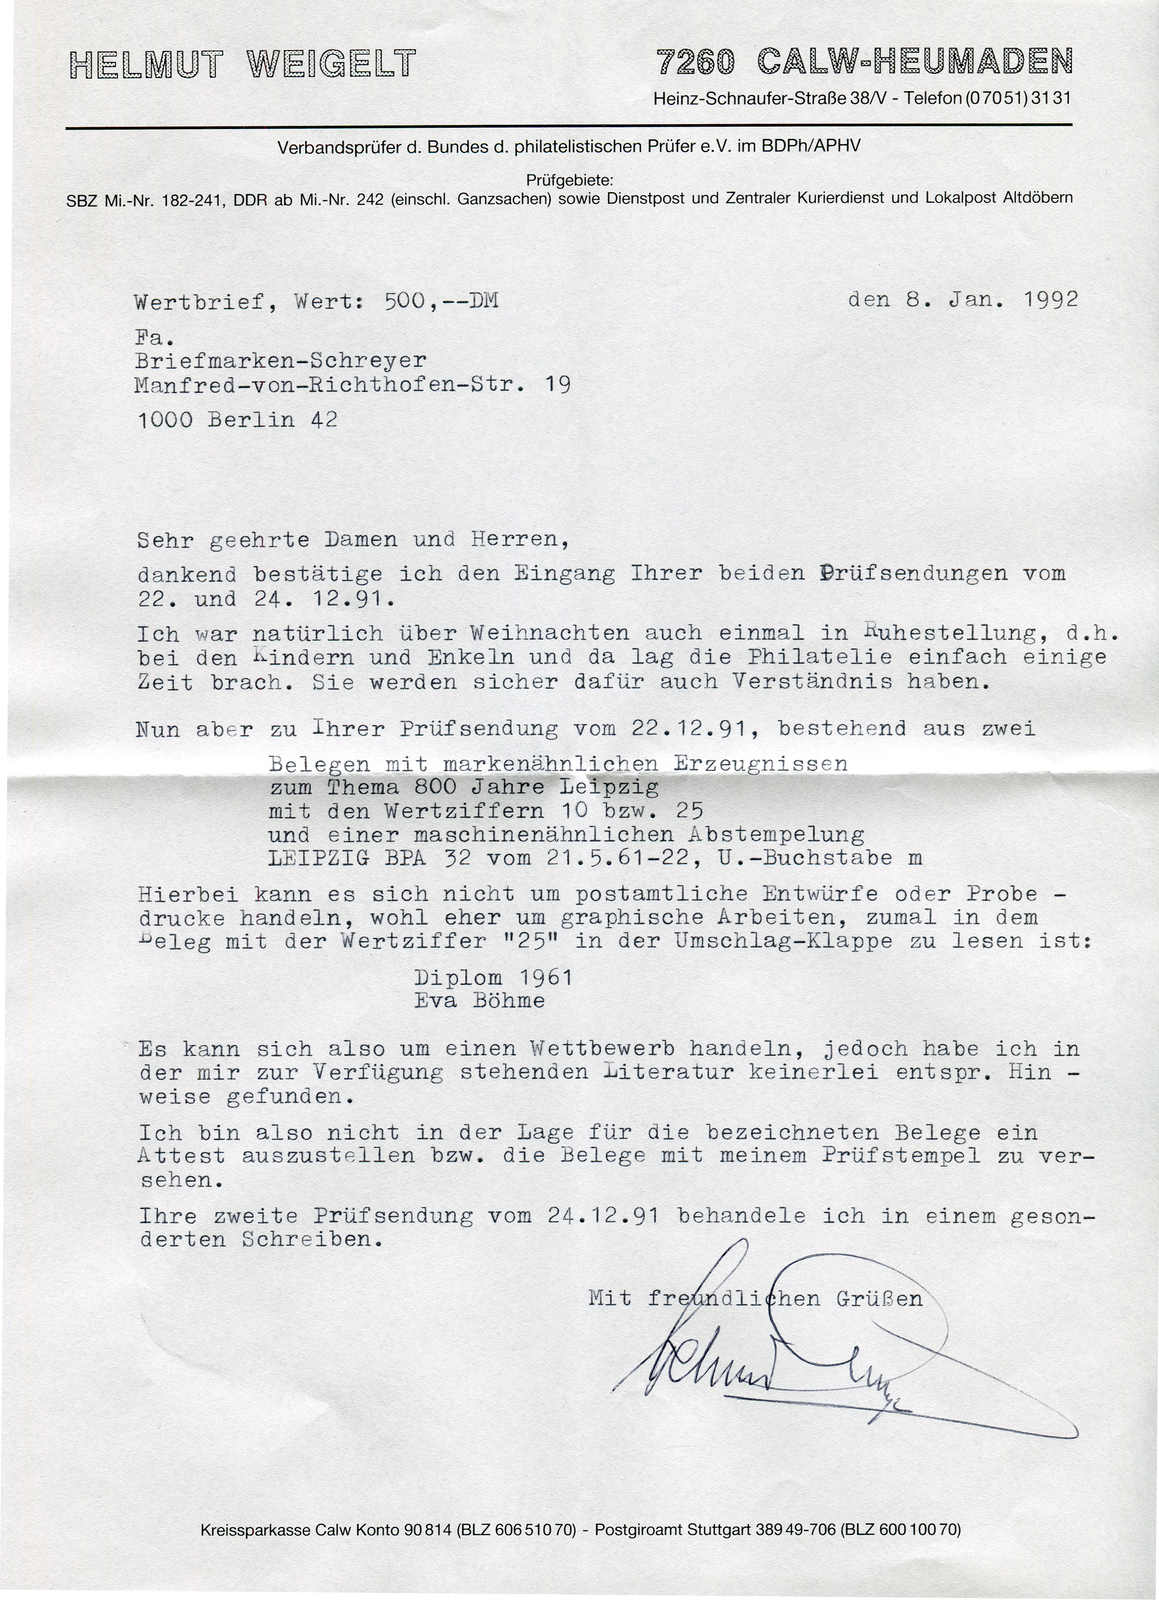 HELMUT WEIGELT
7260 CALW-HEUMADEN
Heinz-Schnaufer-Straße 38/V - Telefon (07051) 3131
Verbandsprüfer d. Bundes d. philatelistischen Prüfer e.V. im BDPh/APHV
Prüfgebiete:
SBZ Mi.-Nr. 182-241, DDR ab Mi.-Nr. 242 (einschl. Ganzsachen) sowie Dienstpost und Zentraler Kurierdienst und Lokalpost Altdöbern
Wertbrief, Wert: 500,--DM
den 8. Jan. 1992
Fa.
Briefmarken-Schreyer
Manfred-von-Richthofen-Str. 19
1000 Berlin 42
Sehr geehrte Damen und Herren,
dankend bestätige ich den Eingang Ihrer beiden Prüfsendungen vom
22. und 24. 12.91.
Ich war natürlich über Weihnachten auch einmal in Ruhestellung, d.h.
bei den Kindern und Enkeln und da lag die Philatelie einfach einige
Zeit brach. Sie werden sicher dafür auch Verständnis haben.
Nun aber zu Ihrer Prüfsendung vom 22.12.91, bestehend aus zwei
Belegen mit markenähnlichen Erzeugnissen
zum Thema 800 Jahre Leipzig
mit den Wertziffern 10 bzw. 25
und einer maschinenähnlichen Abstempelung
LEIPZIG BPA 32 vom 21.5.61-22, U.-Buchstabe m
Hierbei kann es sich nicht um postamtliche Entwürfe oder Probe -
drucke handeln, wohl eher um graphische Arbeiten, zumal in dem
Beleg mit der Wertziffer "25" in der Umschlag-Klappe zu lesen ist:
Diplom 1961
Eva Böhme
Es kann sich also um einen Wettbewerb handeln, jedoch habe ich in
der mir zur Verfügung stehenden Literatur keinerlei entspr. Hin -
weise gefunden.
Ich bin also nicht in der Lage für die bezeichneten Belege ein
Attest auszustellen bzw. die Belege mit meinem Prüfstempel zu ver-
sehen.
Ihre zweite Prüfsendung vom 24.12.91 behandele ich in einem geson-
derten Schreiben.
Mit freundlichen Grüßen
Kreissparkasse Calw Konto 90 814 (BLZ 606 510 70) - Postgiroamt Stuttgart 389 49-706 (BLZ 600 100 70)